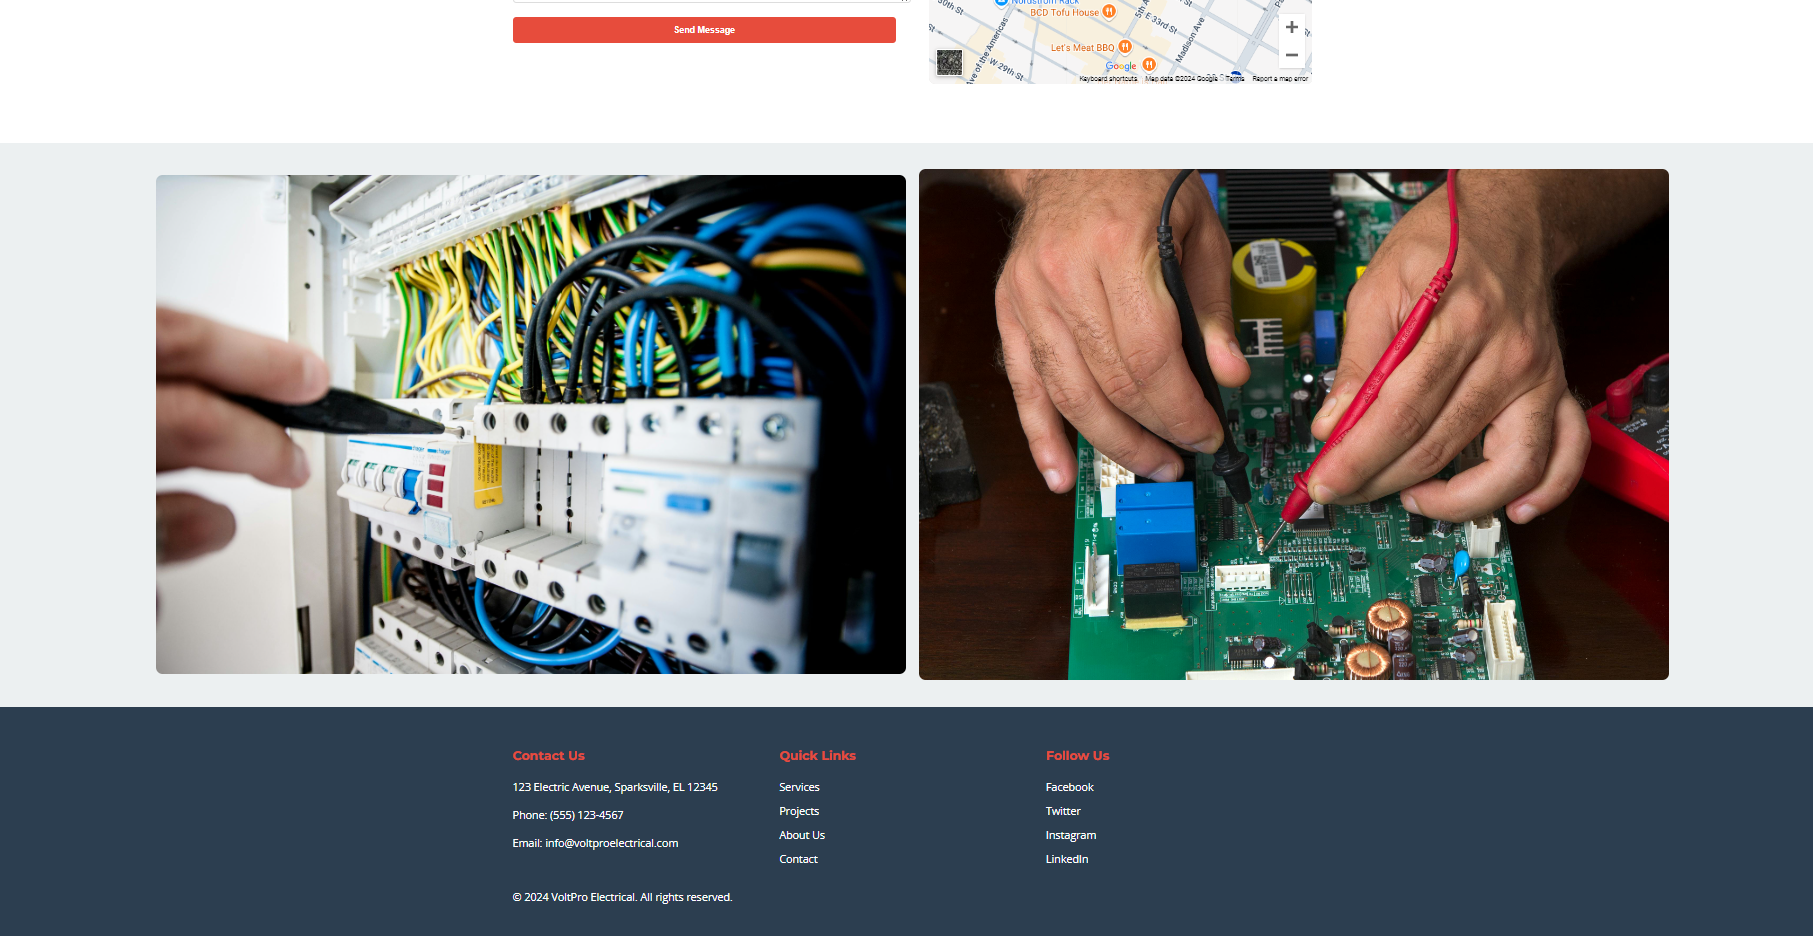 Send Message
Nordstrom Rack
BCD Tofu House
30th St
5th A
E 33rd St
Ave of the Americas
Madison Ave
Let's Meat BBQ
W 29th St
Google
Keyboard shortcuts
Map data ©2024 Google
Terms
Report a map error
Contact Us
123 Electric Avenue, Sparksville, EL 12345
Phone: (555) 123-4567
Email: info@voltproelectrical.com
Quick Links
Services
Projects
About Us
Contact
Follow Us
Facebook
Twitter
Instagram
LinkedIn
© 2024 VoltPro Electrical. All rights reserved.